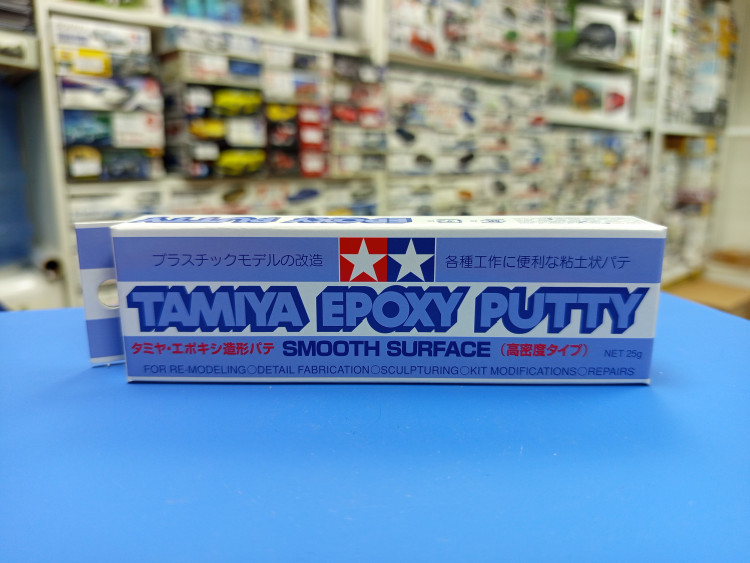 EPOXY PUTTY
プラスチックモデルの改造 各種工作に便利な粘土状パテ
TAMIYA EPOXY PUTTY
タミヤ・エポキシ造形パテ SMOOTH SURFACE (高密度タイプ) NET 25g
FOR RE-MODELING○DETAIL FABRICATION○SCULPTURING○KIT MODIFICATIONS○REPAIRS